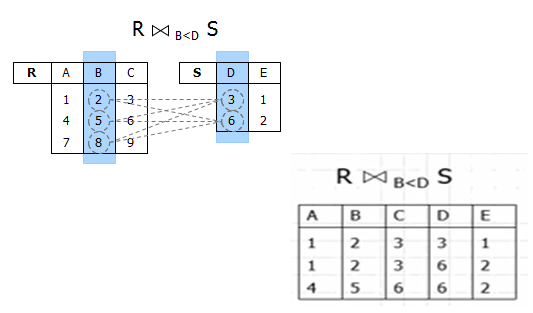 R ⋈ B<D S
R A B C S D E
1 2 3 3 1
4 5 6 6 2
7 8 9
R ⋈ B<D S
A B C D E
1 2 3 3 1
1 2 3 6 2
4 5 6 6 2